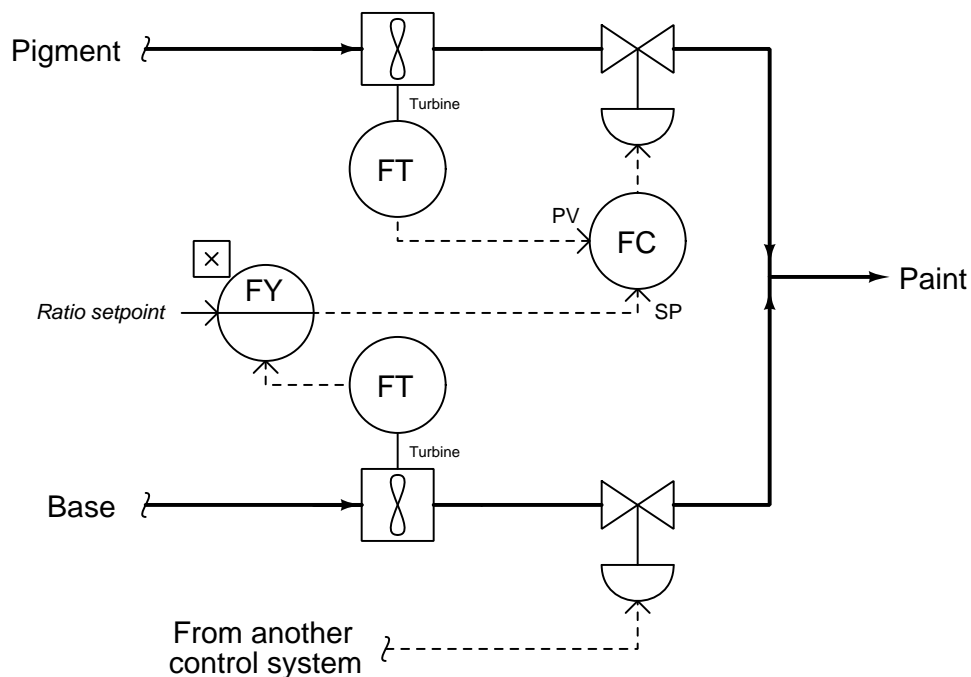 Pigment
Turbine
FT
PV
FC
×
FY
Ratio setpoint
SP
Paint
FT
Turbine
Base
From another
control system